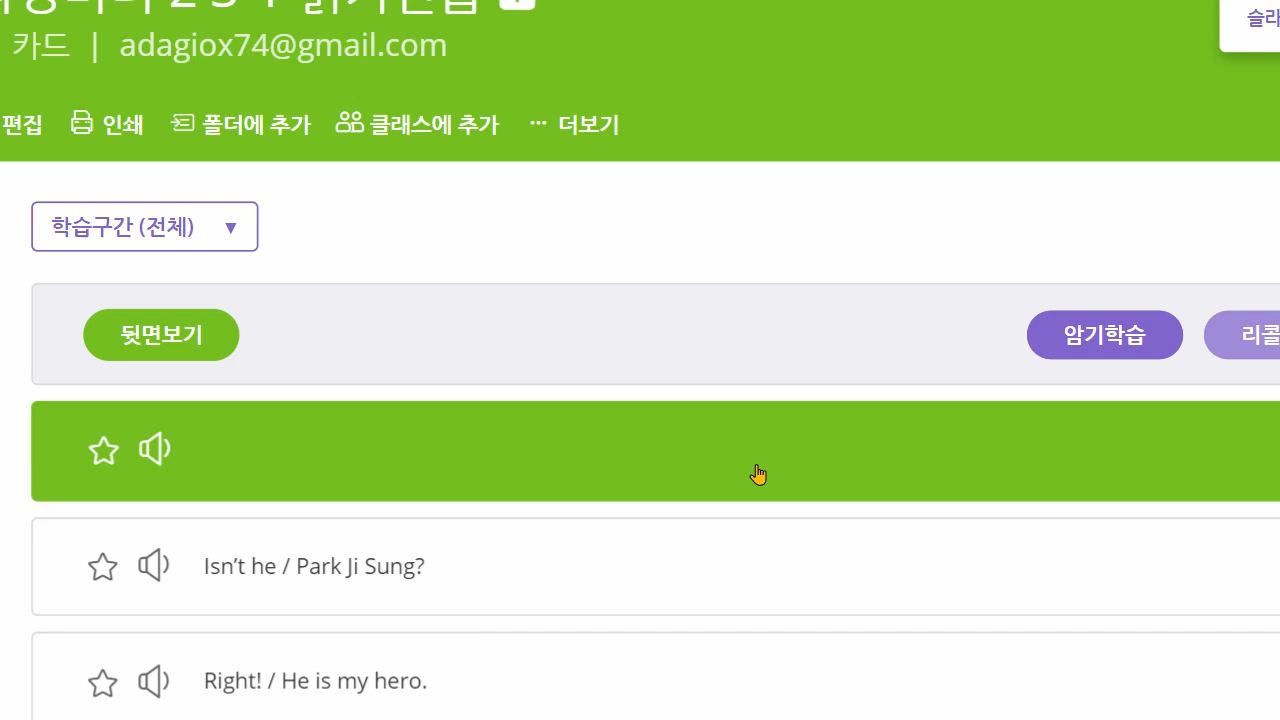 카드 | adagiox74@gmail.com
편집 인쇄 폴더에 추가 클래스에 추가 ··· 더보기
학습구간 (전체) ▼
뒷면보기 암기학습 리콜
Isn’t he / Park Ji Sung?
Right! / He is my hero.